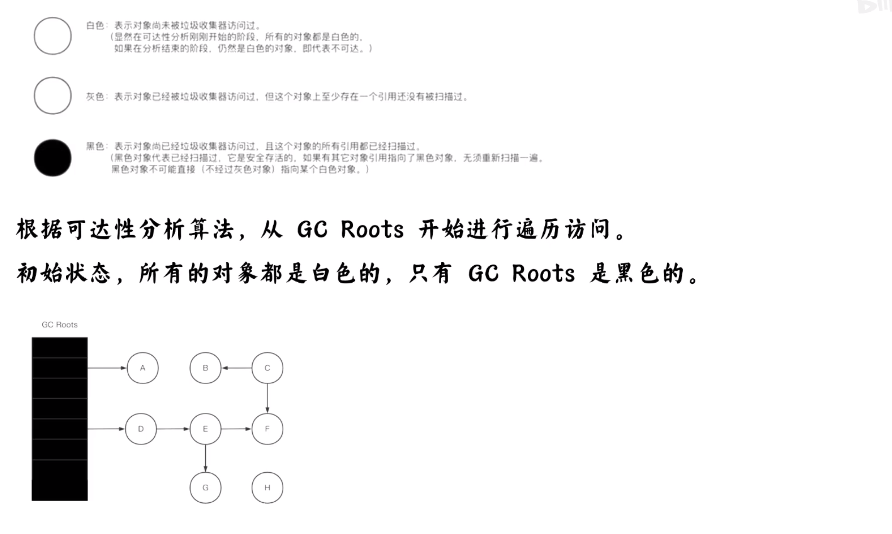 白色：表示对象尚未被垃圾收集器访问过。
（显然在可达性分析刚刚开始的阶段，所有的对象都是白色的，
如果在分析结束的阶段，仍然是白色的对象，即代表不可达。）
灰色：表示对象已经被垃圾收集器访问过，但这个对象上至少存在一个引用还没有被扫描过。
黑色：表示对象尚已经垃圾收集器访问过，且这个对象的所有引用都已经扫描过。
（黑色对象代表已经扫描过，它是安全存活的，如果有其它对象引用指向了黑色对象，无须重新扫描一遍。
黑色对象不可能直接（不经过灰色对象）指向某个白色对象。）
根据可达性分析算法，从 GC Roots 开始进行遍历访问。
初始状态，所有的对象都是白色的，只有 GC Roots 是黑色的。
GC Roots
A B C
D E F
G H